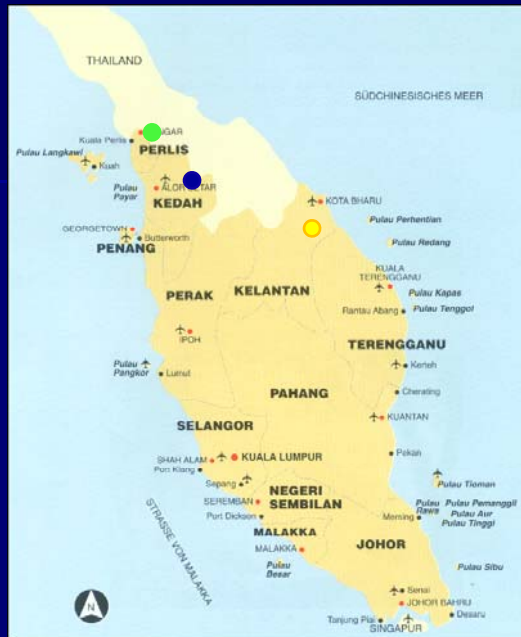 THAILAND
SÜDCHINESISCHES MEER
Kuala Perlis
PERLIS
Pulau Langkawi
Kuah
Pulau
Payar
KEDAH
KOTA BHARU
Pulau Perhentian
GEORGETOWN
Butterworth
PENANG
Pulau Redang
KUALA
TERENGGANU
KELANTAN
PERAK
Pulau Kapas
Pulau Tenggol
Rantau Abang
IPOH
TERENGGANU
Pulau
Pangkor
Lumut
Kerteh
PAHANG
Cherating
SELANGOR
KUANTAN
SHAH ALAM
KUALA LUMPUR
Port Klang
Pekan
Sepang
NEGERI
SEMBILAN
Pulau Tioman
SEREMBAN
Port Dickson
Pulau
Rawa
Pulau Pemanggil
Pulau Aur
Pulau Tinggi
Mersing
STRASSE VON MALAKKA
MALAKKA
MALAKKA
JOHOR
Pulau
Besar
Pulau Sibu
Senai
JOHOR BAHRU
N
Tanjung Piai
Desaru
SINGAPUR